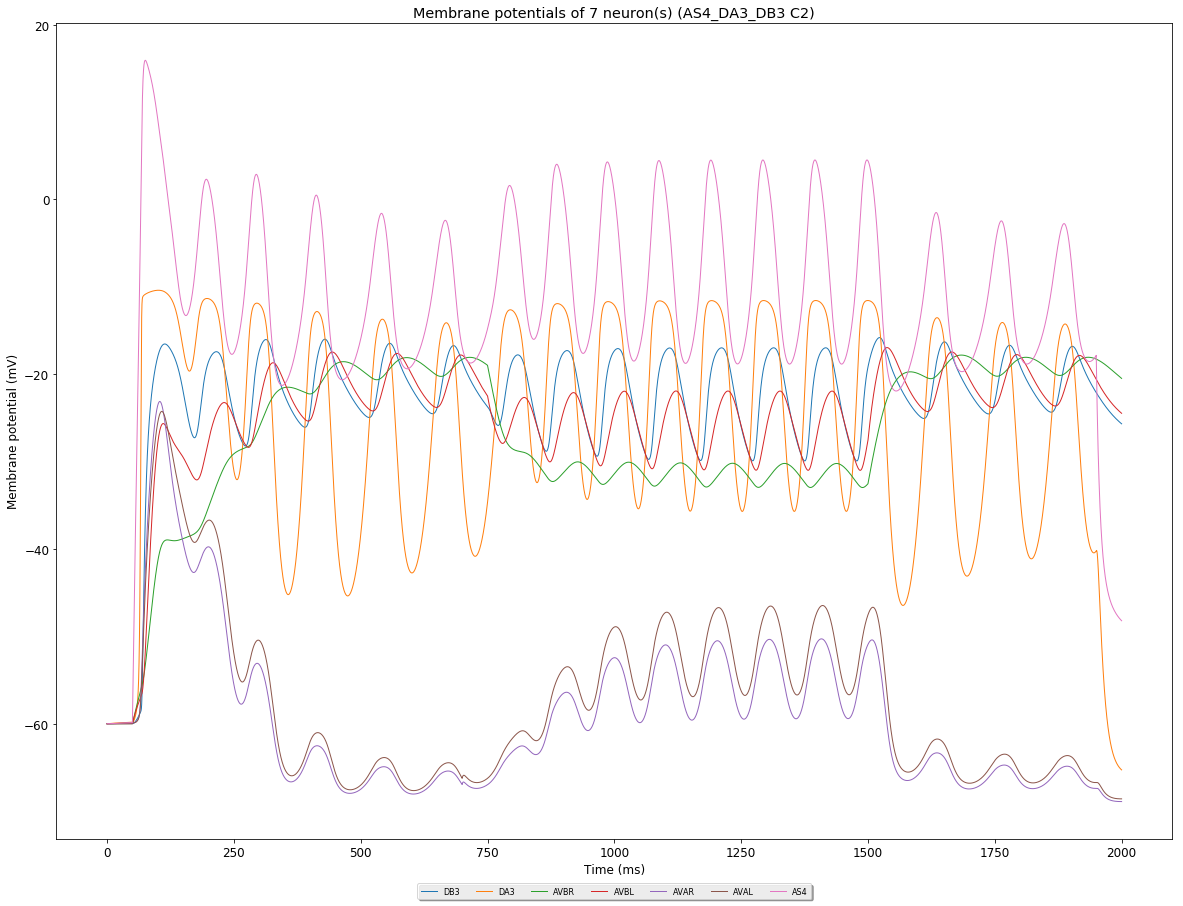 Membrane potentials of 7 neuron(s) (AS4_DA3_DB3 C2)
20
0
−20
−40
−60
Membrane potential (mV)
0 250 500 750 1000 1250 1500 1750 2000
Time (ms)
DB3 DA3 AVBR AVBL AVAR AVAL AS4